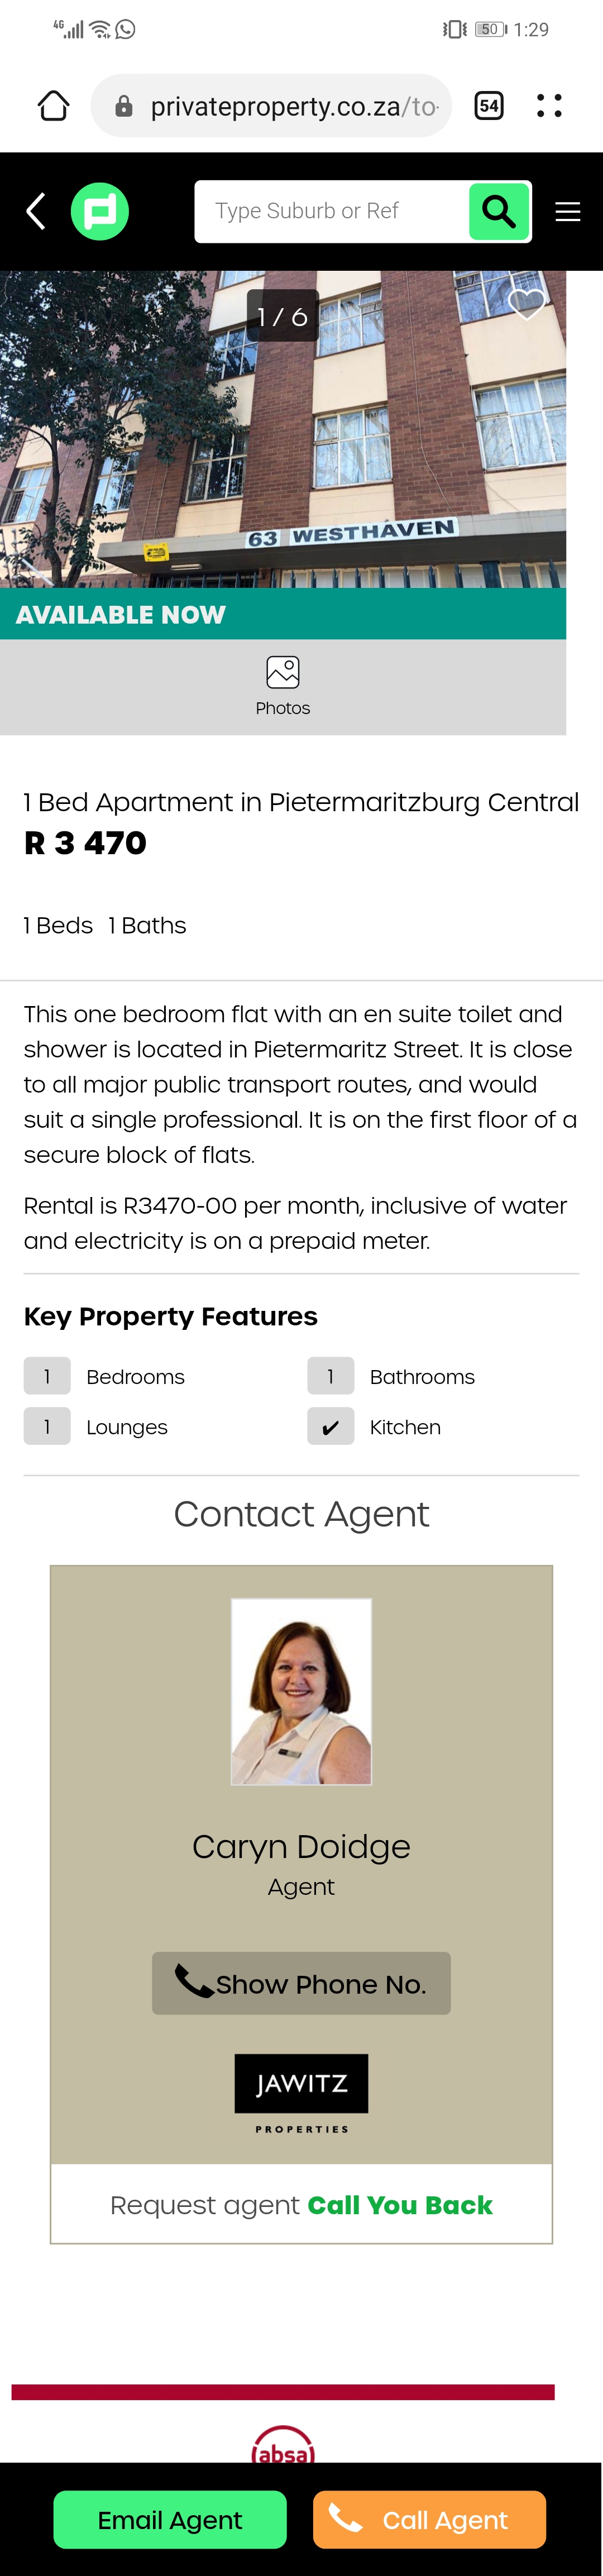 4G 50 1:29
privateproperty.co.za/to
54
Type Suburb or Ref
1 / 6
63 WESTHAVEN
AVAILABLE NOW
Photos
1 Bed Apartment in Pietermaritzburg Central
R 3 470
1 Beds 1 Baths
This one bedroom flat with an en suite toilet and
shower is located in Pietermaritz Street. It is close
to all major public transport routes, and would
suit a single professional. It is on the first floor of a
secure block of flats.
Rental is R3470-00 per month, inclusive of water
and electricity is on a prepaid meter.
Key Property Features
1 Bedrooms 1 Bathrooms
1 Lounges ✔ Kitchen
Contact Agent
Caryn Doidge
Agent
Show Phone No.
JAWITZ
PROPERTIES
Request agent Call You Back
absa
Email Agent Call Agent